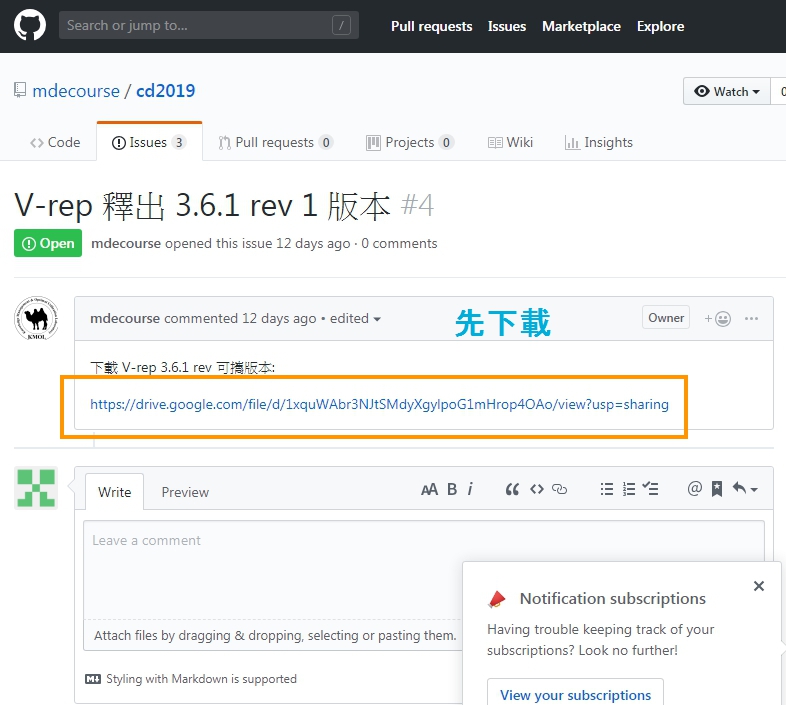 Search or jump to... /
Pull requests Issues Marketplace Explore
mdecourse / cd2019
Watch 0
Code Issues 3 Pull requests 0 Projects 0 Wiki Insights
V-rep 釋出 3.6.1 rev 1 版本 #4
Open mdecourse opened this issue 12 days ago · 0 comments
mdecourse commented 12 days ago • edited 先下載 Owner
KMOL
下載 V-rep 3.6.1 rev 可攜版本:
https://drive.google.com/file/d/1xquWAbr3NJtSMdyXgylpoG1mHrop4OAo/view?usp=sharing
Write Preview AA B i
Leave a comment
Attach files by dragging & dropping, selecting or pasting them.
Styling with Markdown is supported
Notification subscriptions
Having trouble keeping track of your
subscriptions? Look no further!
View your subscriptions